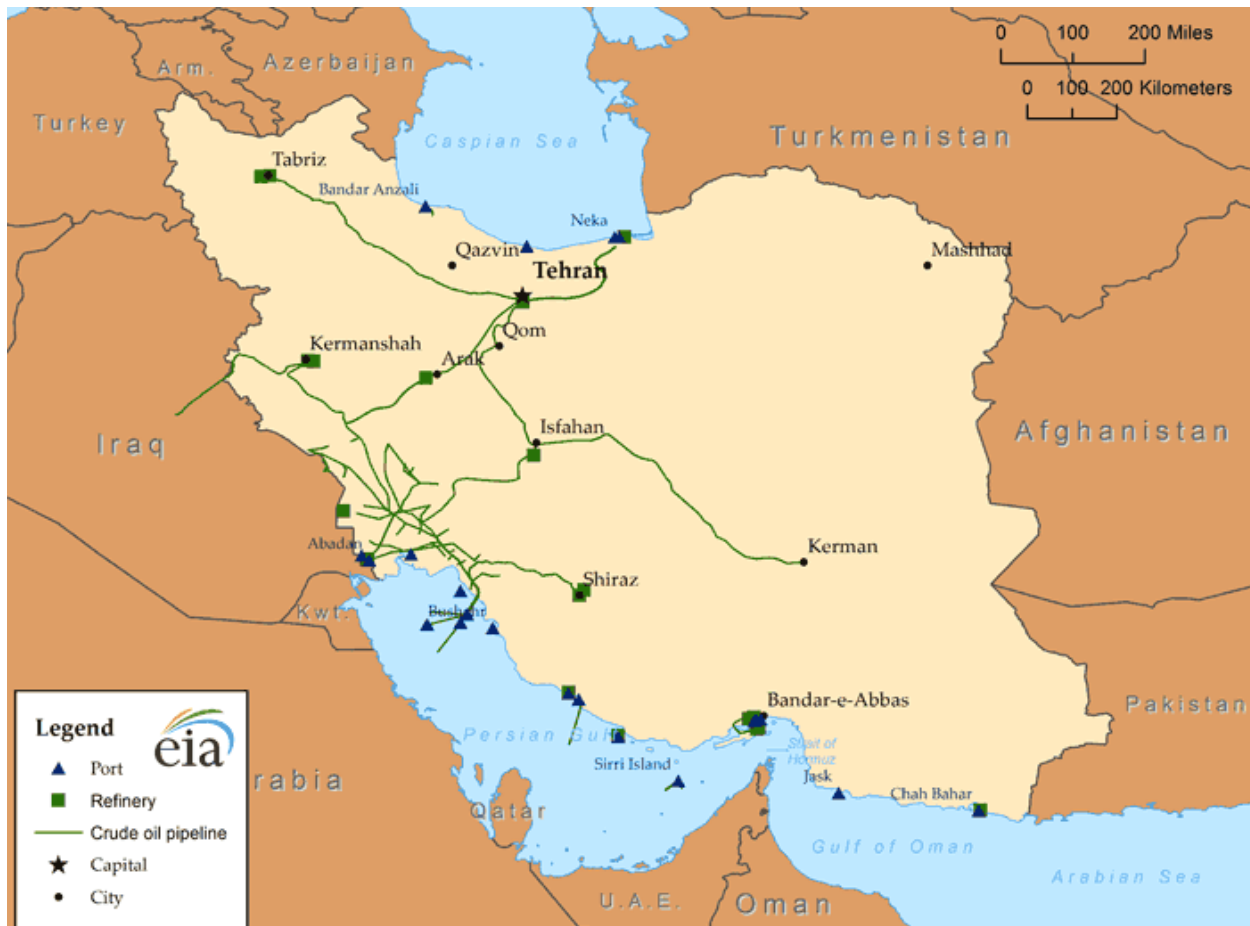 0 100 200 Miles
0 100 200 Kilometers
Arm.
Azerbaijan
Turkey
Caspian Sea
Turkmenistan
Tabriz
Bandar Anzali
Neka
Qazvin
Mashhad
Tehran
Qom
Kermanshah
Arak
Iraq
Isfahan
Afghanistan
Abadan
Kerman
Shiraz
Kwt.
Bushehr
Bandar-e-Abbas
Pakistan
Persian Gulf
Strait of
Hormuz
Sirri Island
Jask
Chah Bahar
rabia
Qatar
Gulf of Oman
Arabian Sea
U.A.E.
Oman
Legend
eia
Port
Refinery
Crude oil pipeline
Capital
City